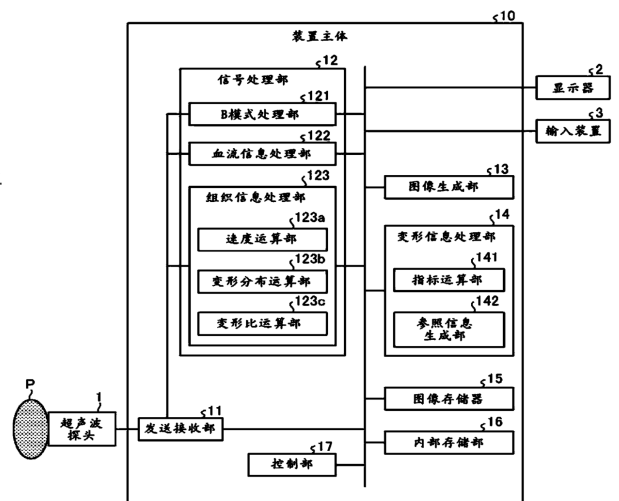 10
装置主体
12
信号处理部
121
B模式处理部
122
血流信息处理部
123
组织信息处理部
123a
速度运算部
123b
变形分布运算部
123c
变形比运算部
2
显示器
3
输入装置
13
图像生成部
14
变形信息处理部
141
指标运算部
142
参照信息
生成部
15
图像存储器
16
内部存储部
17
控制部
11
发送接收部
P
1
超声波
探头